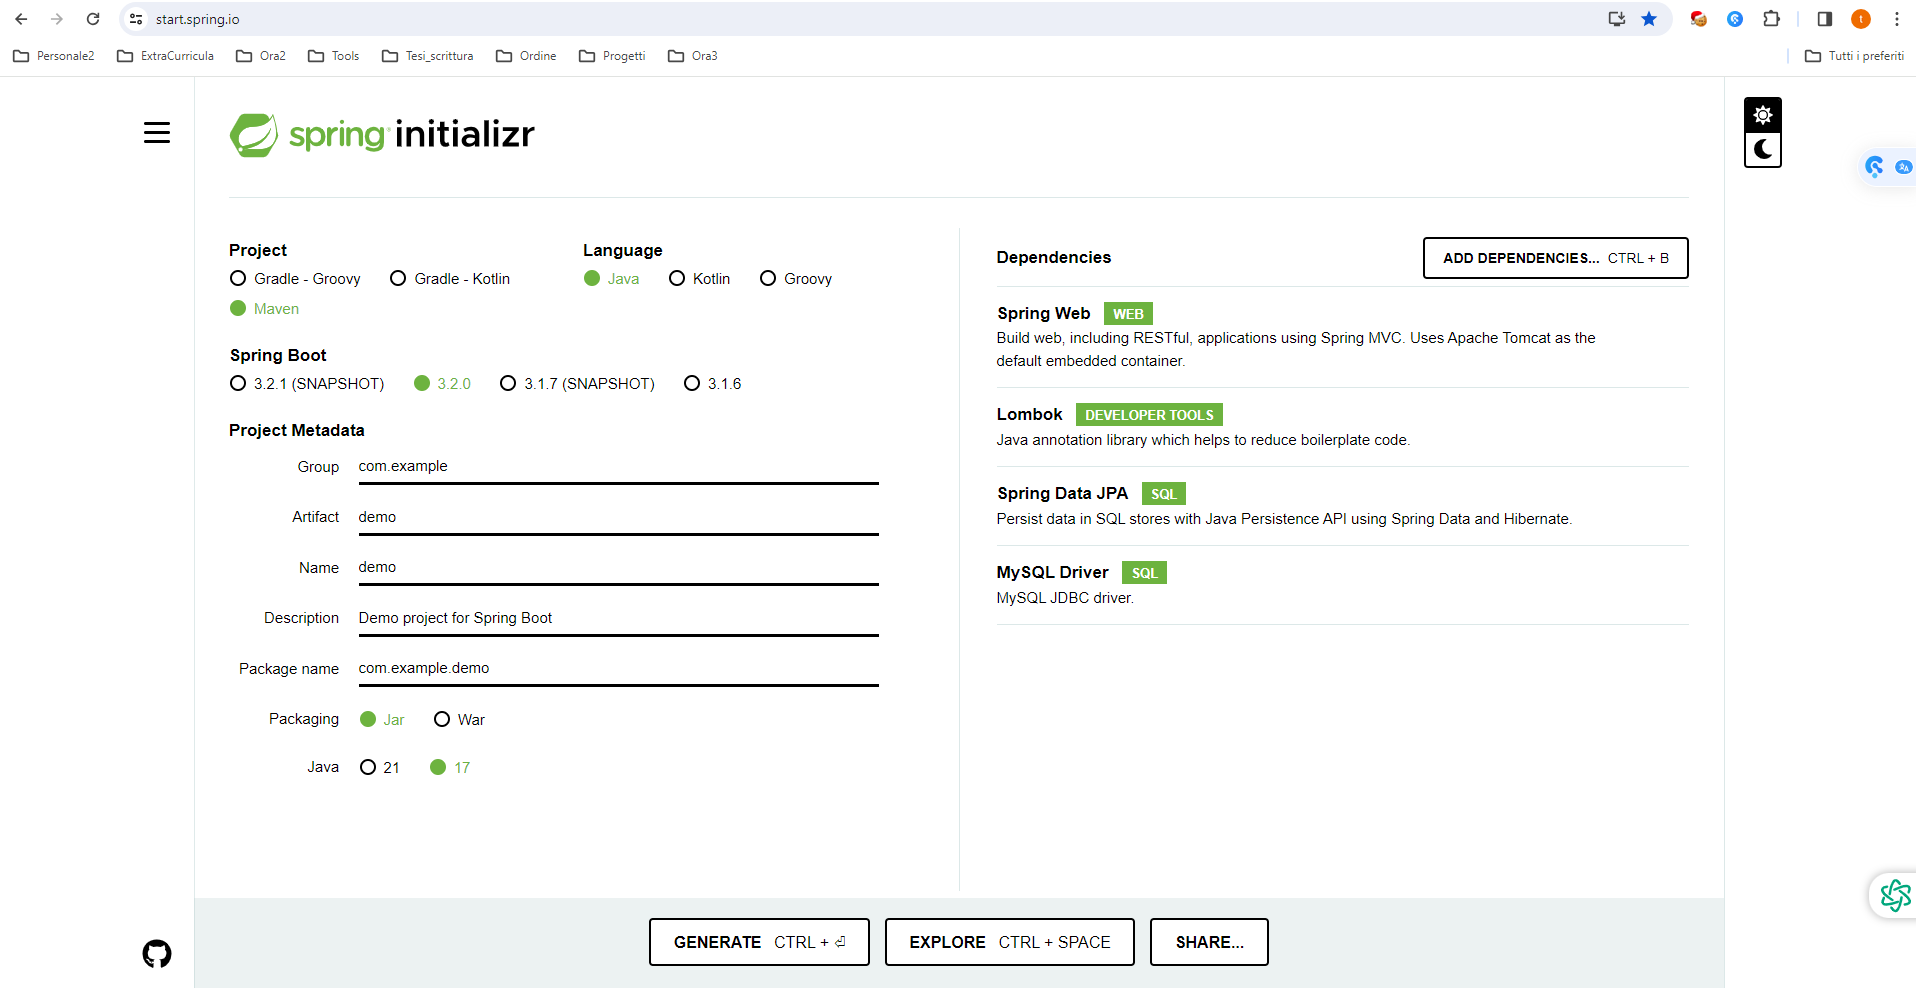 start.spring.io
Personale2 ExtraCurricula Ora2 Tools Tesi_scrittura Ordine Progetti Ora3 Tutti i preferiti
spring initializr
Project
Gradle - Groovy Gradle - Kotlin
Maven
Language
Java Kotlin Groovy
Spring Boot
3.2.1 (SNAPSHOT) 3.2.0 3.1.7 (SNAPSHOT) 3.1.6
Project Metadata
Group com.example
Artifact demo
Name demo
Description Demo project for Spring Boot
Package name com.example.demo
Packaging Jar War
Java 21 17
Dependencies ADD DEPENDENCIES... CTRL + B
Spring Web WEB
Build web, including RESTful, applications using Spring MVC. Uses Apache Tomcat as the
default embedded container.
Lombok DEVELOPER TOOLS
Java annotation library which helps to reduce boilerplate code.
Spring Data JPA SQL
Persist data in SQL stores with Java Persistence API using Spring Data and Hibernate.
MySQL Driver SQL
MySQL JDBC driver.
GENERATE CTRL + ⏎ EXPLORE CTRL + SPACE SHARE...
t